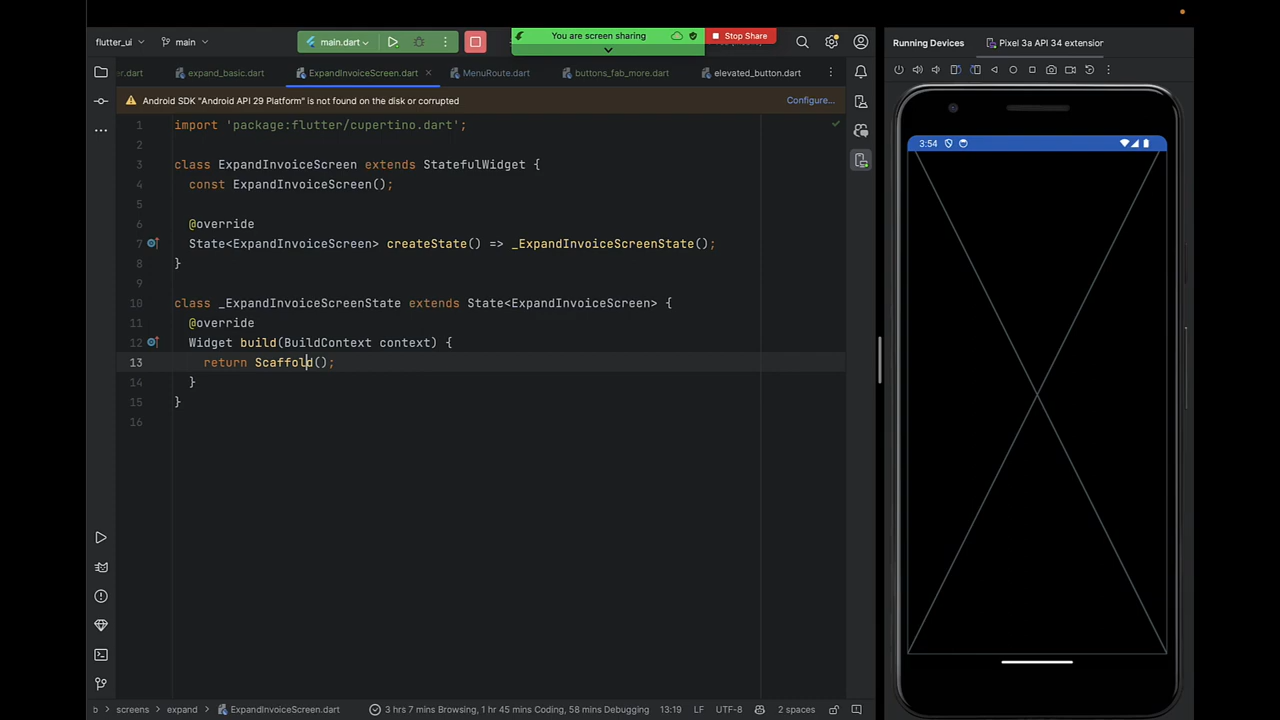 flutter_ui
main
main.dart
You are screen sharing
Stop Share
Running Devices
Pixel 3a API 34 extension
er.dart
expand_basic.dart
ExpandInvoiceScreen.dart
MenuRoute.dart
buttons_fab_more.dart
elevated_button.dart
Android SDK "Android API 29 Platform" is not found on the disk or corrupted
Configure...
1 import 'package:flutter/cupertino.dart';
2
3 class ExpandInvoiceScreen extends StatefulWidget {
4 const ExpandInvoiceScreen();
5
6 @override
7 State<ExpandInvoiceScreen> createState() => _ExpandInvoiceScreenState();
8 }
9
10 class _ExpandInvoiceScreenState extends State<ExpandInvoiceScreen> {
11 @override
12 Widget build(BuildContext context) {
13 return Scaffold();
14 }
15 }
16
3:54
b
screens
expand
ExpandInvoiceScreen.dart
3 hrs 7 mins Browsing, 1 hr 45 mins Coding, 58 mins Debugging
13:19
LF
UTF-8
2 spaces